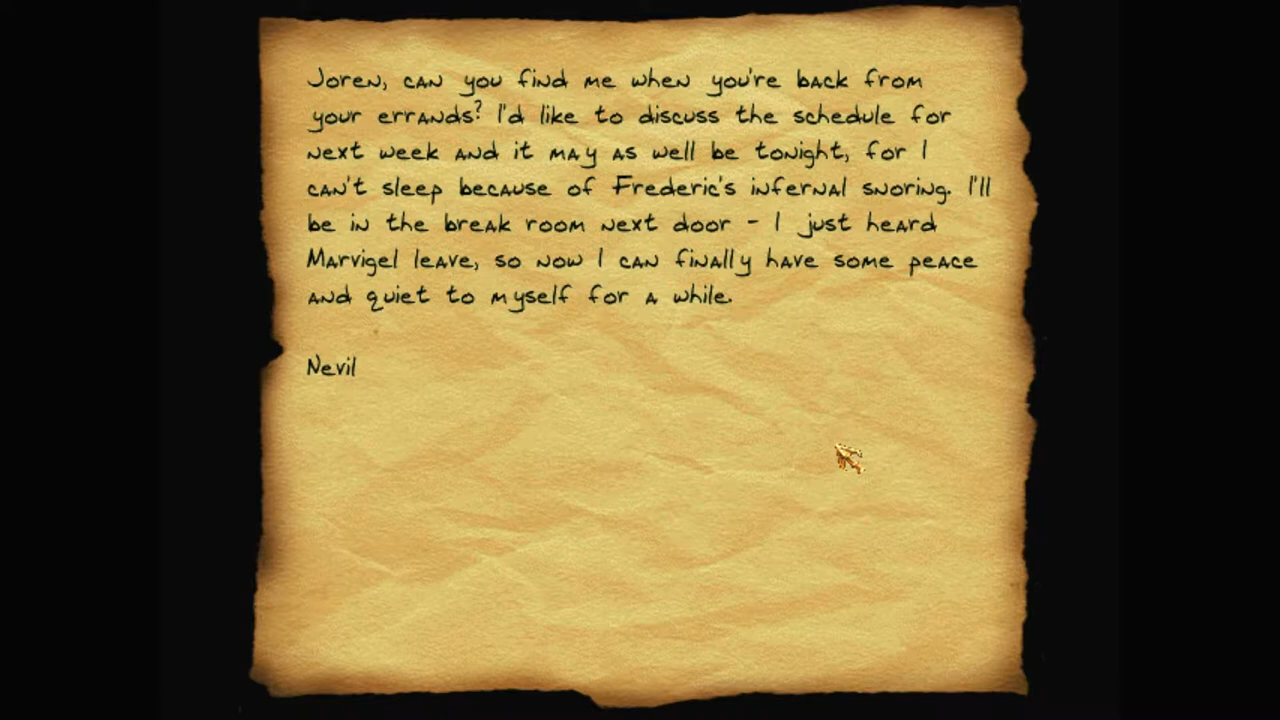 Joren, can you find me when you're back from
your errands? I'd like to discuss the schedule for
next week and it may as well be tonight, for I
can't sleep because of Frederic's infernal snoring. I'll
be in the break room next door - I just heard
Marvigel leave, so now I can finally have some peace
and quiet to myself for a while.
Nevil